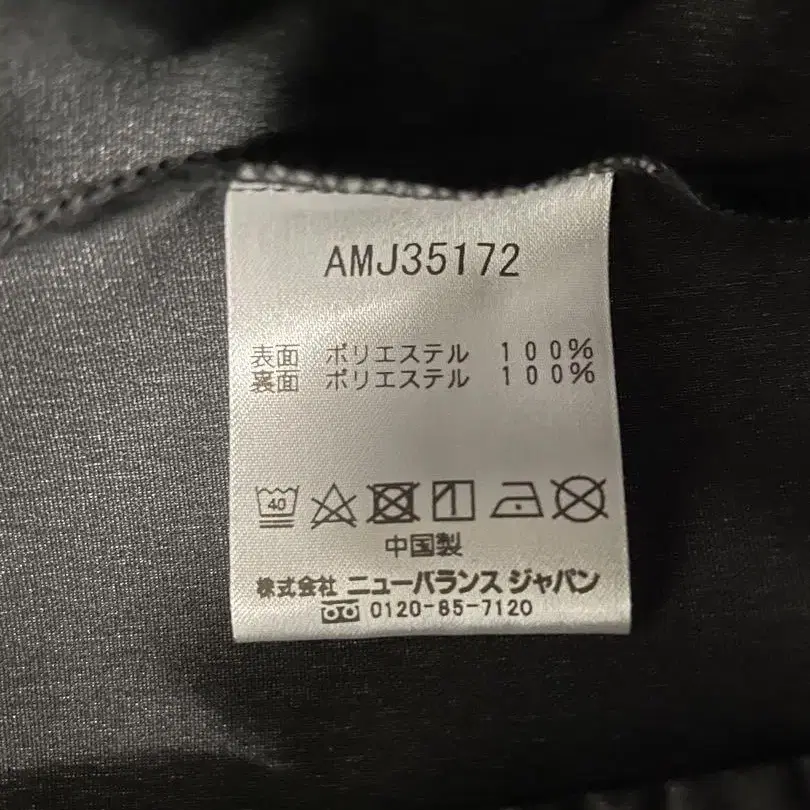 AMJ35172
表面 ポリエステル 100%
裏面 ポリエステル 100%
40
中国製
株式会社 ニューバランス ジャパン
0120-85-7120